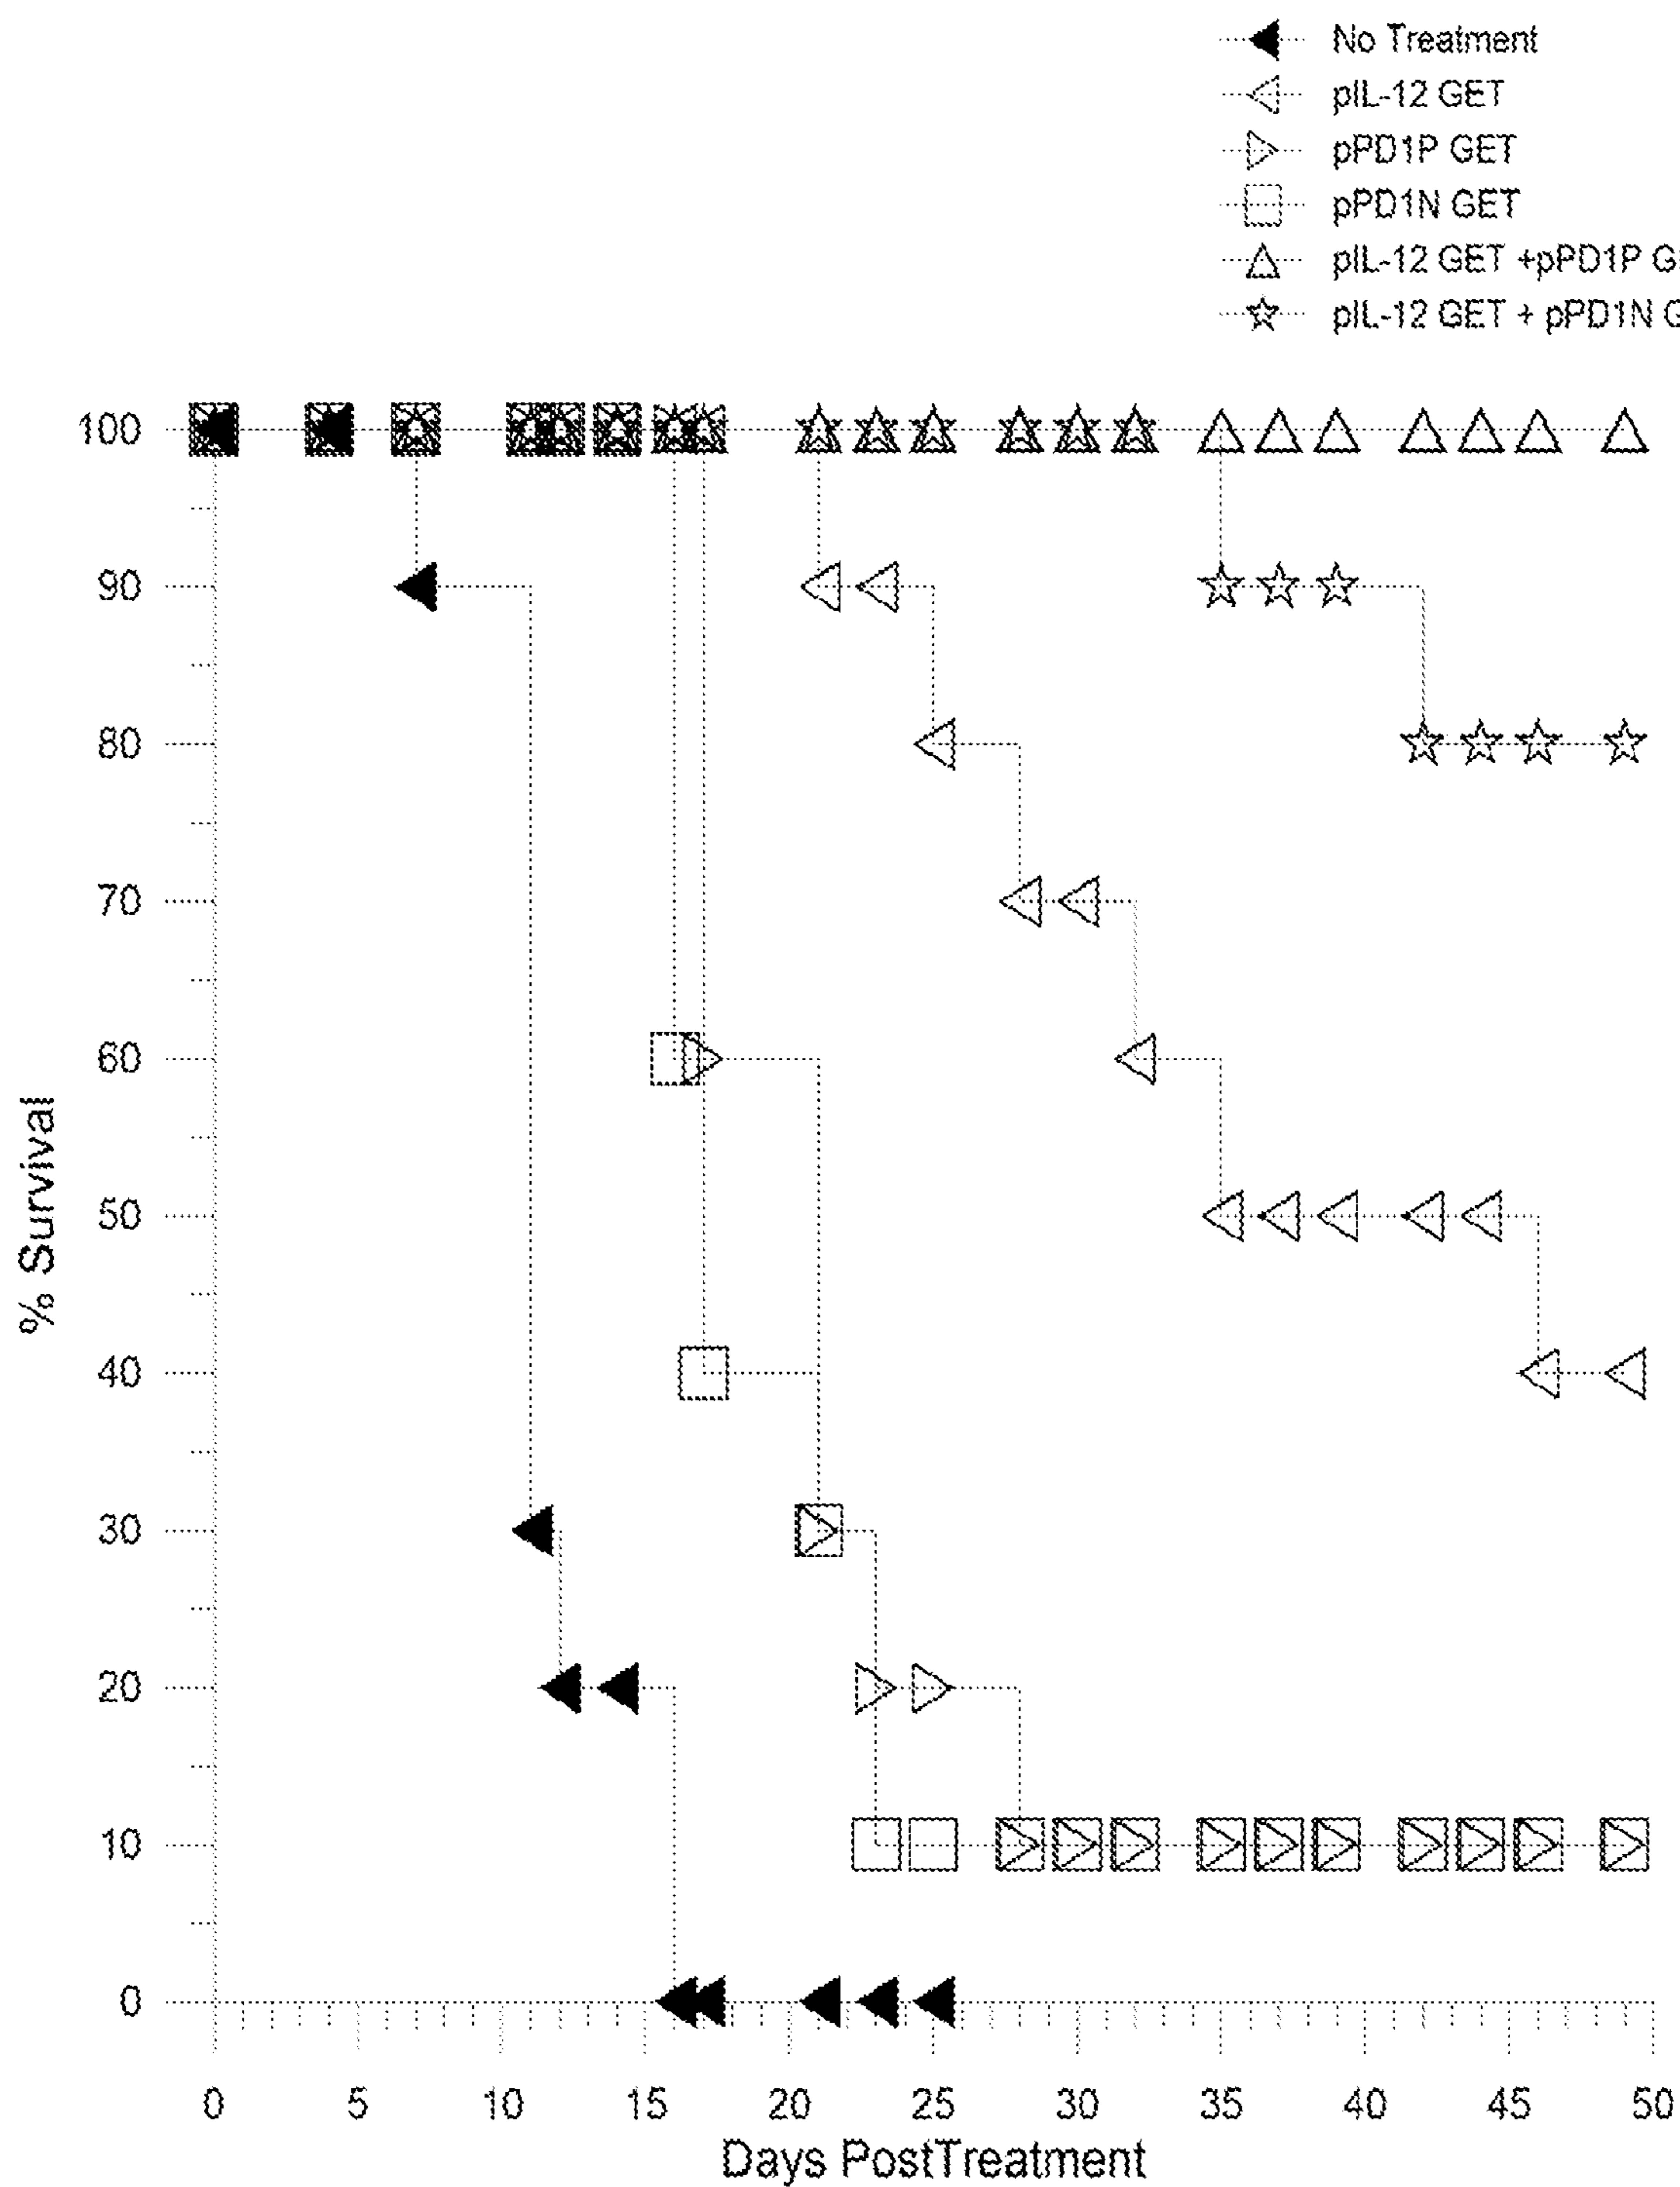 No Treatment
pIL-12 GET
pPD1P GET
pPD1N GET
pIL-12 GET +pPD1P G
pIL-12 GET + pPD1N G
100
90
80
70
60
50
40
30
20
10
0
% Survival
0 5 10 15 20 25 30 35 40 45 50
Days PostTreatment